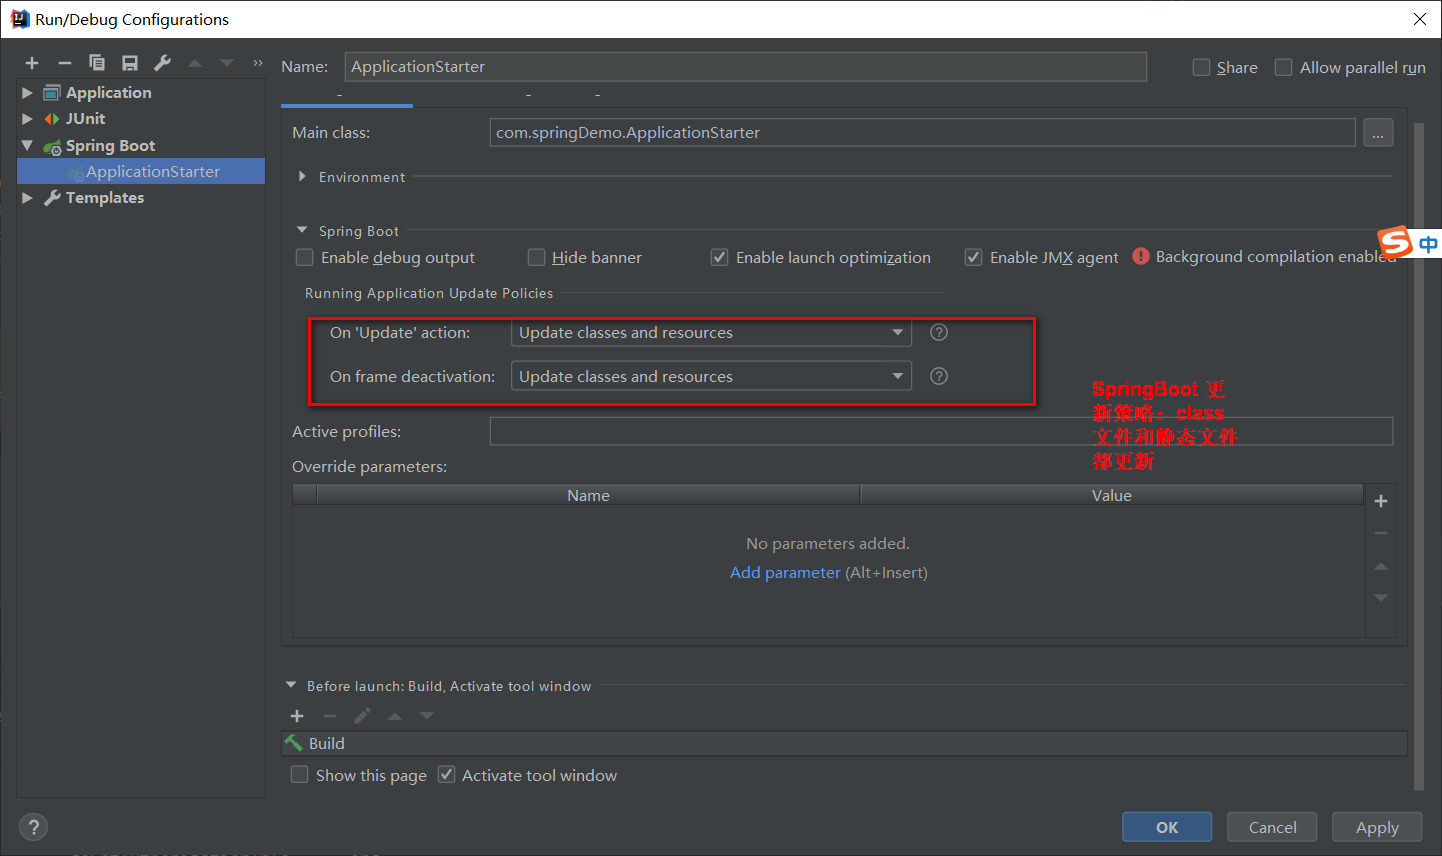 Run/Debug Configurations
Name: ApplicationStarter Share Allow parallel run
Application
JUnit
Spring Boot
ApplicationStarter
Templates
Main class: com.springDemo.ApplicationStarter ...
Environment
Spring Boot
Enable debug output Hide banner Enable launch optimization Enable JMX agent Background compilation enabled
中
Running Application Update Policies
On 'Update' action: Update classes and resources
On frame deactivation: Update classes and resources
SpringBoot 更
新策略：class
文件和静态文件
都更新
Active profiles:
Override parameters:
Name Value
No parameters added.
Add parameter (Alt+Insert)
Before launch: Build, Activate tool window
Build
Show this page Activate tool window
OK Cancel Apply